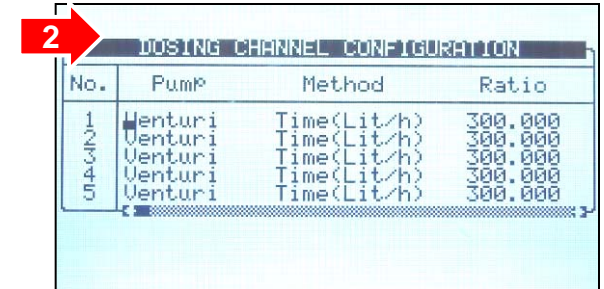 2
DOSING CHANNEL CONFIGURATION
No. Pump Method Ratio
1 Venturi Time(Lit/h) 300.000
2 Venturi Time(Lit/h) 300.000
3 Venturi Time(Lit/h) 300.000
4 Venturi Time(Lit/h) 300.000
5 Venturi Time(Lit/h) 300.000